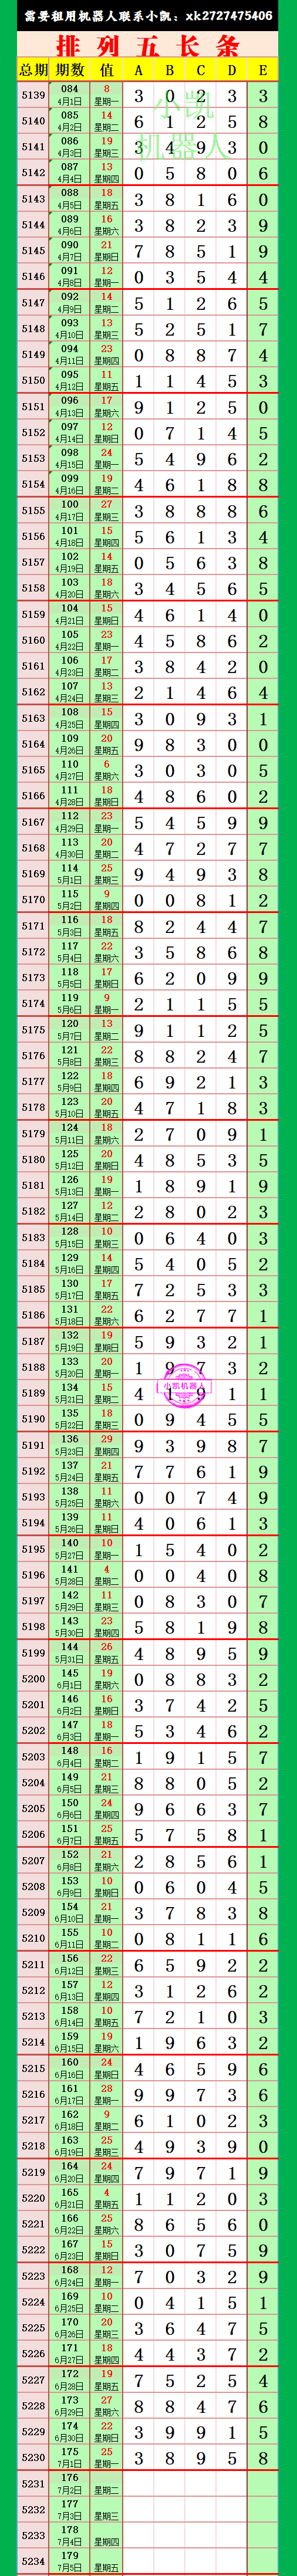 需要租用机器人联系小凯：xk2727475406
排列五长条
总期 期数 值 A B C D E
小凯
机器人
5139 084 8 3 0 2 3 3
4月1日 星期一
5140 085 14 6 1 2 5 8
4月2日 星期二
5141 086 19 3 4 9 3 0
4月3日 星期三
5142 087 13 0 5 8 0 6
4月4日 星期四
5143 088 18 3 8 1 6 0
4月5日 星期五
5144 089 16 3 8 2 3 9
4月6日 星期六
5145 090 21 7 8 5 1 9
4月7日 星期日
5146 091 12 0 3 5 4 4
4月8日 星期一
5147 092 14 5 1 2 6 5
4月9日 星期二
5148 093 13 5 2 5 1 7
4月10日 星期三
5149 094 23 0 8 8 7 4
4月11日 星期四
5150 095 11 1 1 4 5 3
4月12日 星期五
5151 096 17 9 1 2 5 0
4月13日 星期六
5152 097 12 0 7 1 4 5
4月14日 星期日
5153 098 24 5 4 9 6 2
4月15日 星期一
5154 099 19 4 6 1 8 8
4月16日 星期二
5155 100 27 3 8 8 8 6
4月17日 星期三
5156 101 15 5 6 1 3 4
4月18日 星期四
5157 102 14 0 5 6 3 8
4月19日 星期五
5158 103 18 3 4 5 6 5
4月20日 星期六
5159 104 15 4 6 1 4 0
4月21日 星期日
5160 105 23 4 5 8 6 2
4月22日 星期一
5161 106 17 3 8 4 2 0
4月23日 星期二
5162 107 13 2 1 4 6 4
4月24日 星期三
5163 108 15 3 0 9 3 1
4月25日 星期四
5164 109 20 9 8 3 0 0
4月26日 星期五
5165 110 6 3 0 3 0 5
4月27日 星期六
5166 111 18 4 8 6 0 2
4月28日 星期日
5167 112 23 5 4 5 9 9
4月29日 星期一
5168 113 20 4 7 2 7 7
4月30日 星期二
5169 114 25 9 4 9 3 8
5月1日 星期三
5170 115 9 0 0 8 1 2
5月2日 星期四
5171 116 18 8 2 4 4 7
5月3日 星期五
5172 117 22 3 5 8 6 8
5月4日 星期六
5173 118 17 6 2 0 9 9
5月5日 星期日
5174 119 9 2 1 1 5 5
5月6日 星期一
5175 120 13 9 1 1 2 5
5月7日 星期二
5176 121 22 8 8 2 4 7
5月8日 星期三
5177 122 18 6 9 2 1 3
5月9日 星期四
5178 123 20 4 7 1 8 3
5月10日 星期五
5179 124 18 2 7 0 9 1
5月11日 星期六
5180 125 20 4 8 5 3 5
5月12日 星期日
5181 126 19 1 8 9 1 9
5月13日 星期一
5182 127 12 2 8 0 2 3
5月14日 星期二
5183 128 10 0 6 4 0 3
5月15日 星期三
5184 129 14 5 4 0 5 2
5月16日 星期四
5185 130 17 7 2 5 3 3
5月17日 星期五
5186 131 22 6 2 7 7 1
5月18日 星期六
5187 132 19 5 9 3 2 1
5月19日 星期日
5188 133 20 1 9 7 3 2
5月20日 星期一
小凯机器人
5189 134 15 4 1 9 1 1
5月21日 星期二
5190 135 18 0 9 4 5 5
5月22日 星期三
5191 136 29 9 3 9 8 7
5月23日 星期四
5192 137 21 7 7 6 1 9
5月24日 星期五
5193 138 11 0 0 7 4 9
5月25日 星期六
5194 139 11 4 0 6 1 3
5月26日 星期日
5195 140 10 1 5 4 0 2
5月27日 星期一
5196 141 4 0 0 4 0 8
5月28日 星期二
5197 142 11 0 8 3 0 7
5月29日 星期三
5198 143 23 5 8 1 9 8
5月30日 星期四
5199 144 26 4 8 9 5 9
5月31日 星期五
5200 145 19 0 8 8 3 2
6月1日 星期六
5201 146 16 3 7 4 2 5
6月2日 星期日
5202 147 18 5 3 4 6 2
6月3日 星期一
5203 148 16 1 9 1 5 7
6月4日 星期二
5204 149 21 8 8 0 5 2
6月5日 星期三
5205 150 24 9 6 6 3 7
6月6日 星期四
5206 151 25 5 7 5 8 1
6月7日 星期五
5207 152 21 2 8 5 6 1
6月8日 星期六
5208 153 10 0 6 0 4 5
6月9日 星期日
5209 154 21 3 7 8 3 8
6月10日 星期一
5210 155 10 0 8 1 1 6
6月11日 星期二
5211 156 22 6 5 9 2 2
6月12日 星期三
5212 157 12 3 1 2 6 2
6月13日 星期四
5213 158 10 7 2 1 0 3
6月14日 星期五
5214 159 19 1 9 6 3 2
6月15日 星期六
5215 160 24 4 6 5 9 6
6月16日 星期日
5216 161 28 9 9 7 3 6
6月17日 星期一
5217 162 9 6 1 0 2 3
6月18日 星期二
5218 163 25 4 9 3 9 0
6月19日 星期三
5219 164 24 7 9 7 1 9
6月20日 星期四
5220 165 4 1 1 2 0 3
6月21日 星期五
5221 166 25 8 6 5 6 0
6月22日 星期六
5222 167 15 3 0 7 5 9
6月23日 星期日
5223 168 12 7 0 3 2 9
6月24日 星期一
5224 169 10 0 4 1 5 1
6月25日 星期二
5225 170 20 3 6 4 7 5
6月26日 星期三
5226 171 18 4 4 3 7 2
6月27日 星期四
5227 172 19 7 5 2 5 4
6月28日 星期五
5228 173 27 8 8 4 7 6
6月29日 星期六
5229 174 22 3 9 9 1 5
6月30日 星期日
5230 175 25 3 8 9 5 8
7月1日 星期一
5231 176
7月2日 星期二
5232 177
7月3日 星期三
5233 178
7月4日 星期四
5234 179
7月5日 星期五